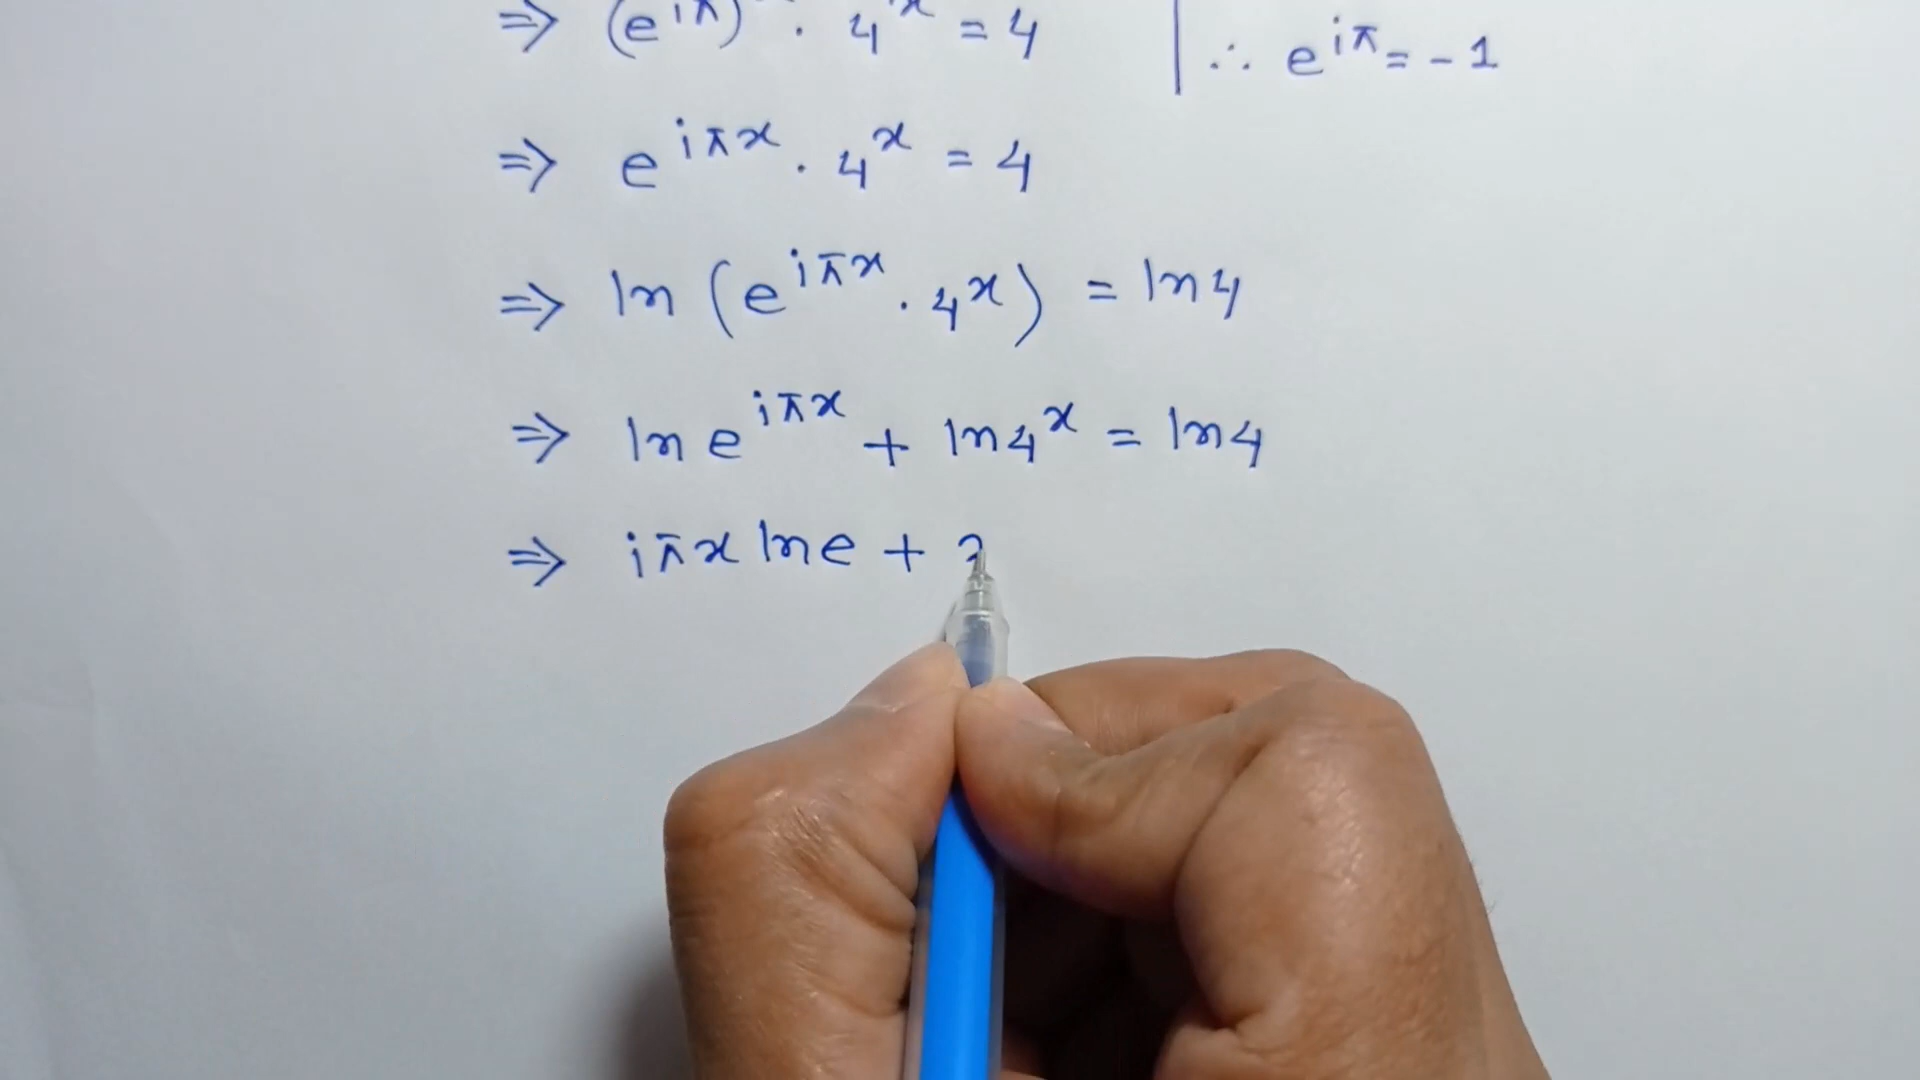 ⇒ (e^{iπ})^x · 4^x = 4
∴ e^{iπ} = -1
⇒ e^{iπx} · 4^x = 4
⇒ ln (e^{iπx} · 4^x) = ln 4
⇒ ln e^{iπx} + ln 4^x = ln 4
⇒ iπx ln e +